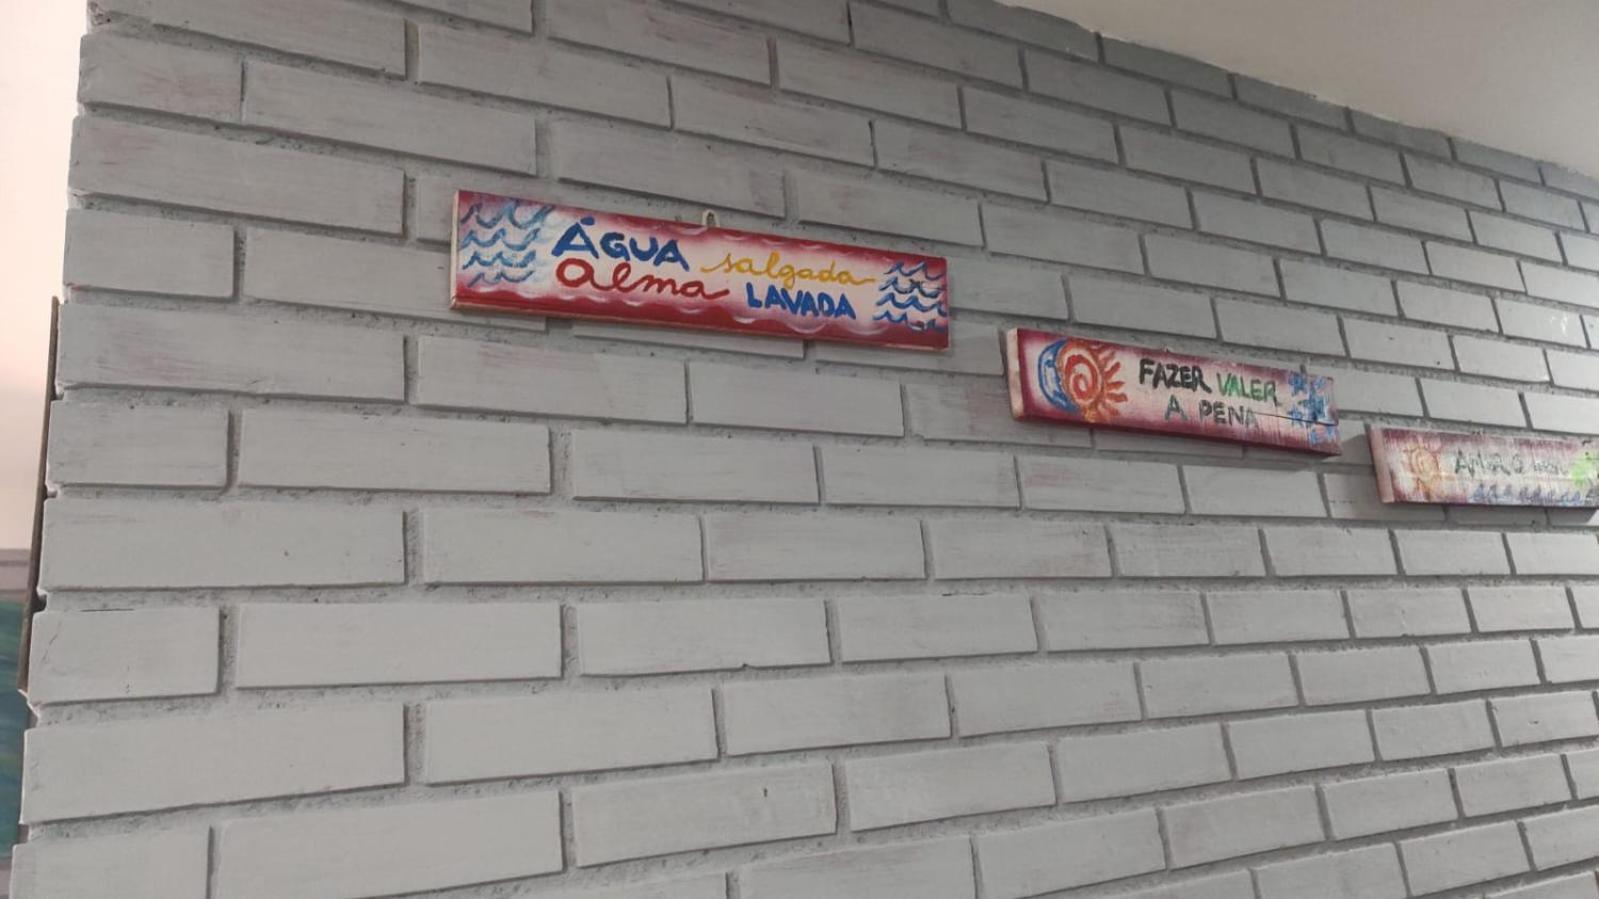 ÁGUA salgada
alma LAVADA
FAZER VALER
A PENA